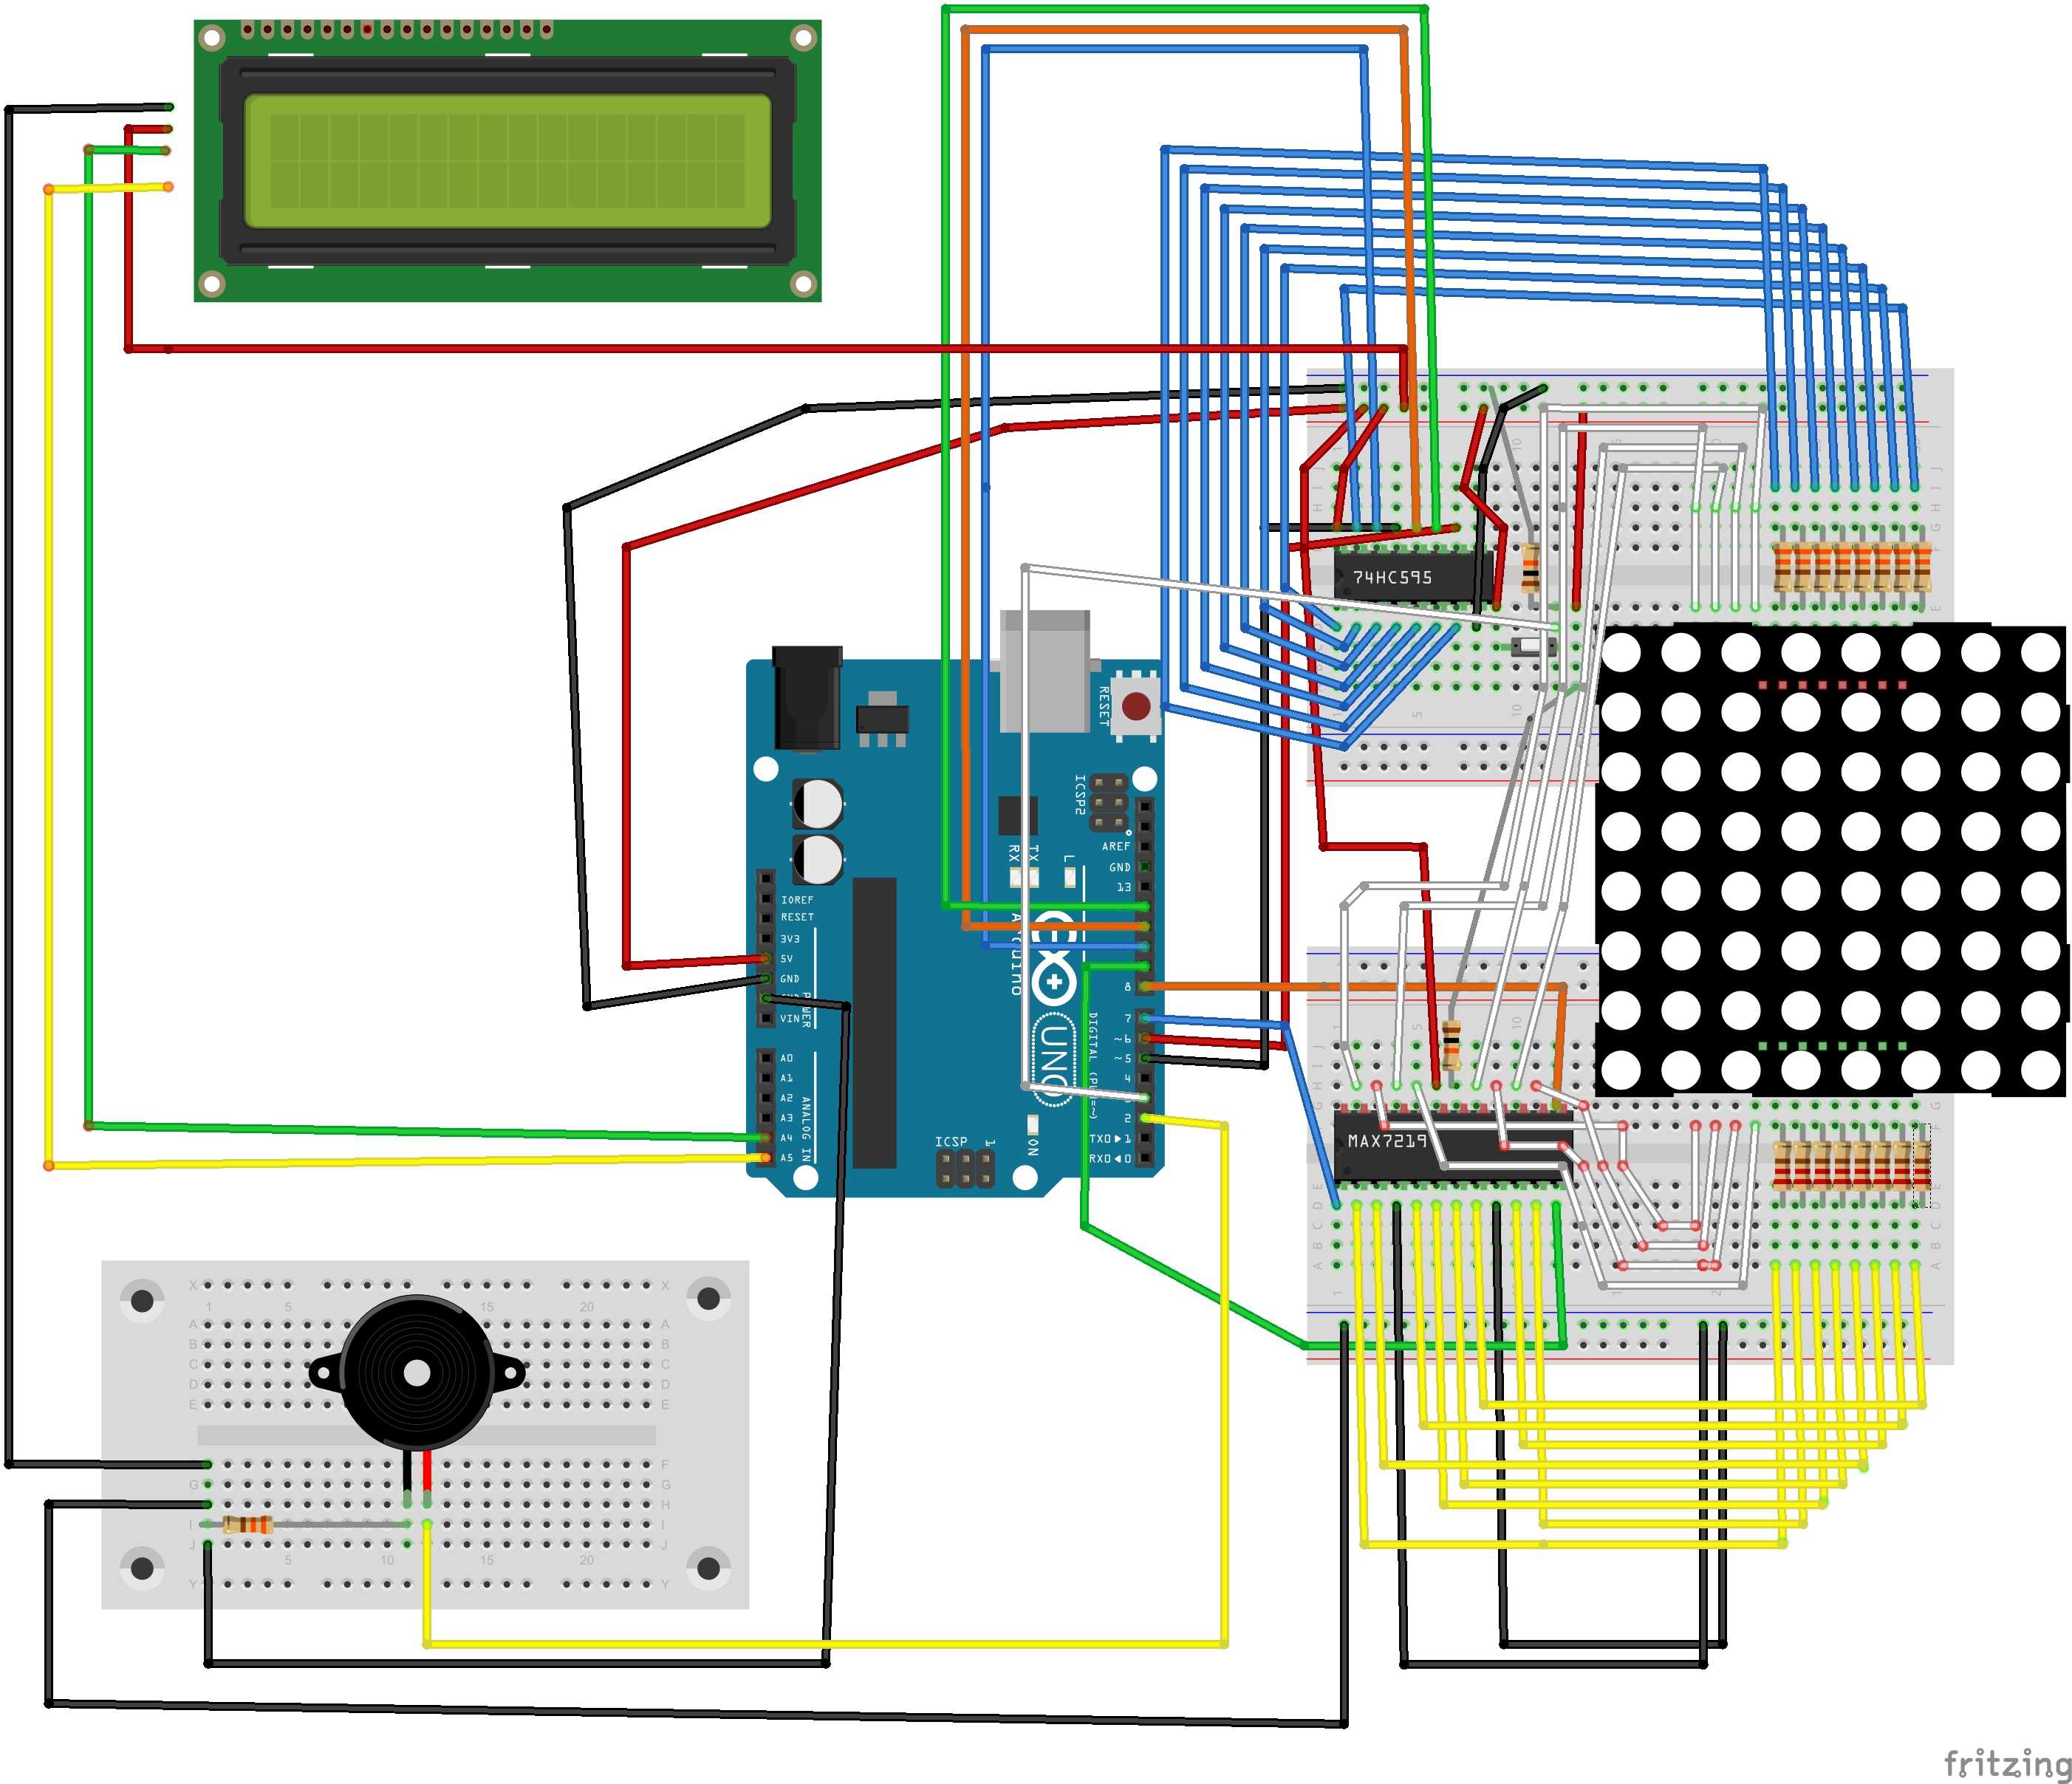 74HC595
RESET
ICSP2
AREF
GND
13
TX
RX
L
IOREF
RESET
3V3
5V
GND
VIN
Arduino
UNO
8
7
~6
~5
4
2
TX0▶1
RX0◀0
DIGITAL (PWM=~)
A0
A1
A2
A3
A4
A5
ANALOG IN
ICSP
1
ON
MAX7219
X
1 5 15 20
A
B
C
D
E
F
G
H
I
J
5 10 15 20
Y
fritzing